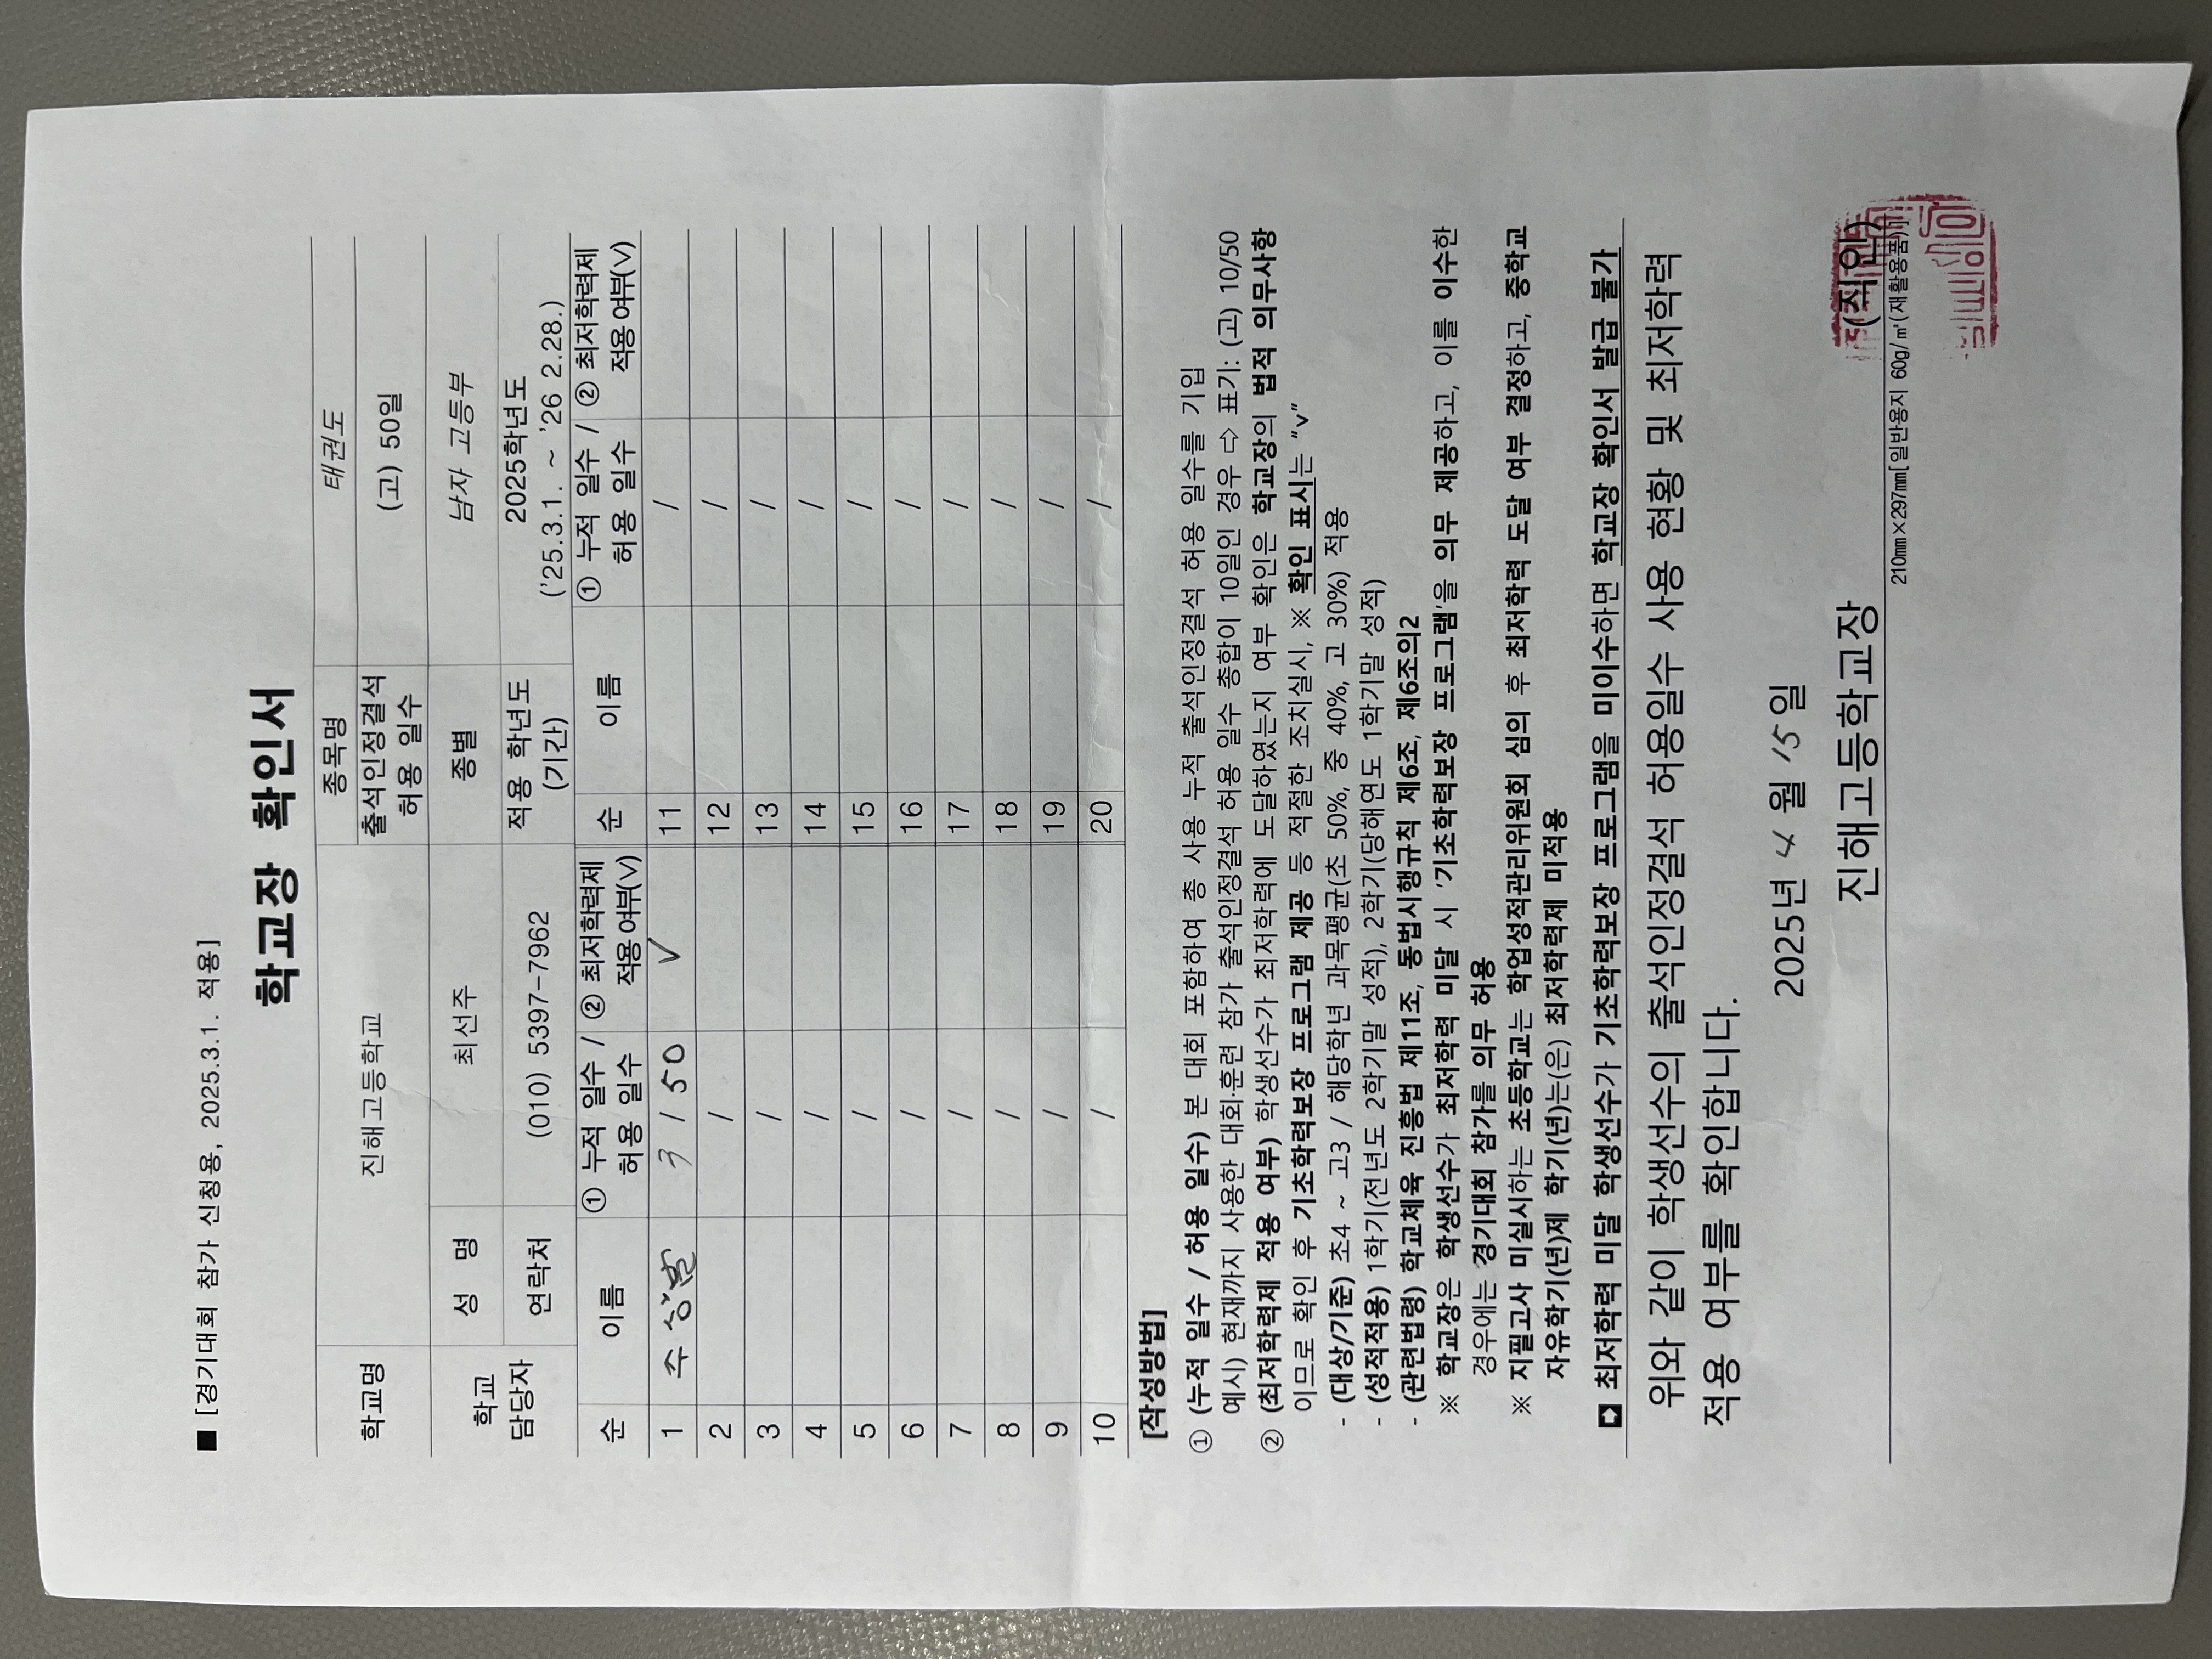 ■ [경기대회 참가 신청용, 2025.3.1. 적용]
학교장 확인서
학교명 진해고등학교 종목명 태권도
출석인정결석 허용 일수 (고) 50일
학교 담당자 성 명 최선주 종별 남자 고등부
연락처 (010) 5397-7962 적용 학년도 (기간) 2025학년도 ('25.3.1. ~ '26 2.28.)
순 이름 ① 누적 일수 / 허용 일수 ② 최저학력제 적용 여부(V) 순 이름 ① 누적 일수 / 허용 일수 ② 최저학력제 적용 여부(V)
1 수상별 3 / 50 V 11 /
2 / 12 /
3 / 13 /
4 / 14 /
5 / 15 /
6 / 16 /
7 / 17 /
8 / 18 /
9 / 19 /
10 / 20 /
[작성방법]
① (누적 일수 / 허용 일수) 본 대회 포함하여 총 사용 누적 출석인정결석 허용 일수를 기입
예시) 현재까지 사용한 대회·훈련 참가 출석인정결석 허용 일수 총합이 10일인 경우 ⇨ 표기: (고) 10/50
② (최저학력제 적용 여부) 학생선수가 최저학력에 도달하였는지 여부 확인은 학교장의 법적 의무사항
이므로 확인 후 기초학력보장 프로그램 제공 등 적절한 조치실시, ※ 확인 표시는 "v"
- (대상/기준) 초4 ~ 고3 / 해당학년 과목평균(초 50%, 중 40%, 고 30%) 적용
- (성적적용) 1학기(전년도 2학기말 성적), 2학기(당해연도 1학기말 성적)
- (관련법령) 학교체육 진흥법 제11조, 동법시행규칙 제6조, 제6조의2
※ 학교장은 학생선수가 최저학력 미달 시 '기초학력보장 프로그램'을 의무 제공하고, 이를 이수한
경우에는 경기대회 참가를 의무 허용
※ 지필고사 미실시하는 초등학교는 학업성적관리위원회 심의 후 최저학력 도달 여부 결정하고, 중학교
자유학기(년)제 학기(년)는(은) 최저학력제 미적용
➡ 최저학력 미달 학생선수가 기초학력보장 프로그램을 미이수하면 학교장 확인서 발급 불가
위와 같이 학생선수의 출석인정결석 허용일수 사용 현황 및 최저학력
적용 여부를 확인합니다.
2025년 4 월 15일
진해고등학교장 (직인)
210mm×297mm[일반용지 60g/㎡(재활용품)]